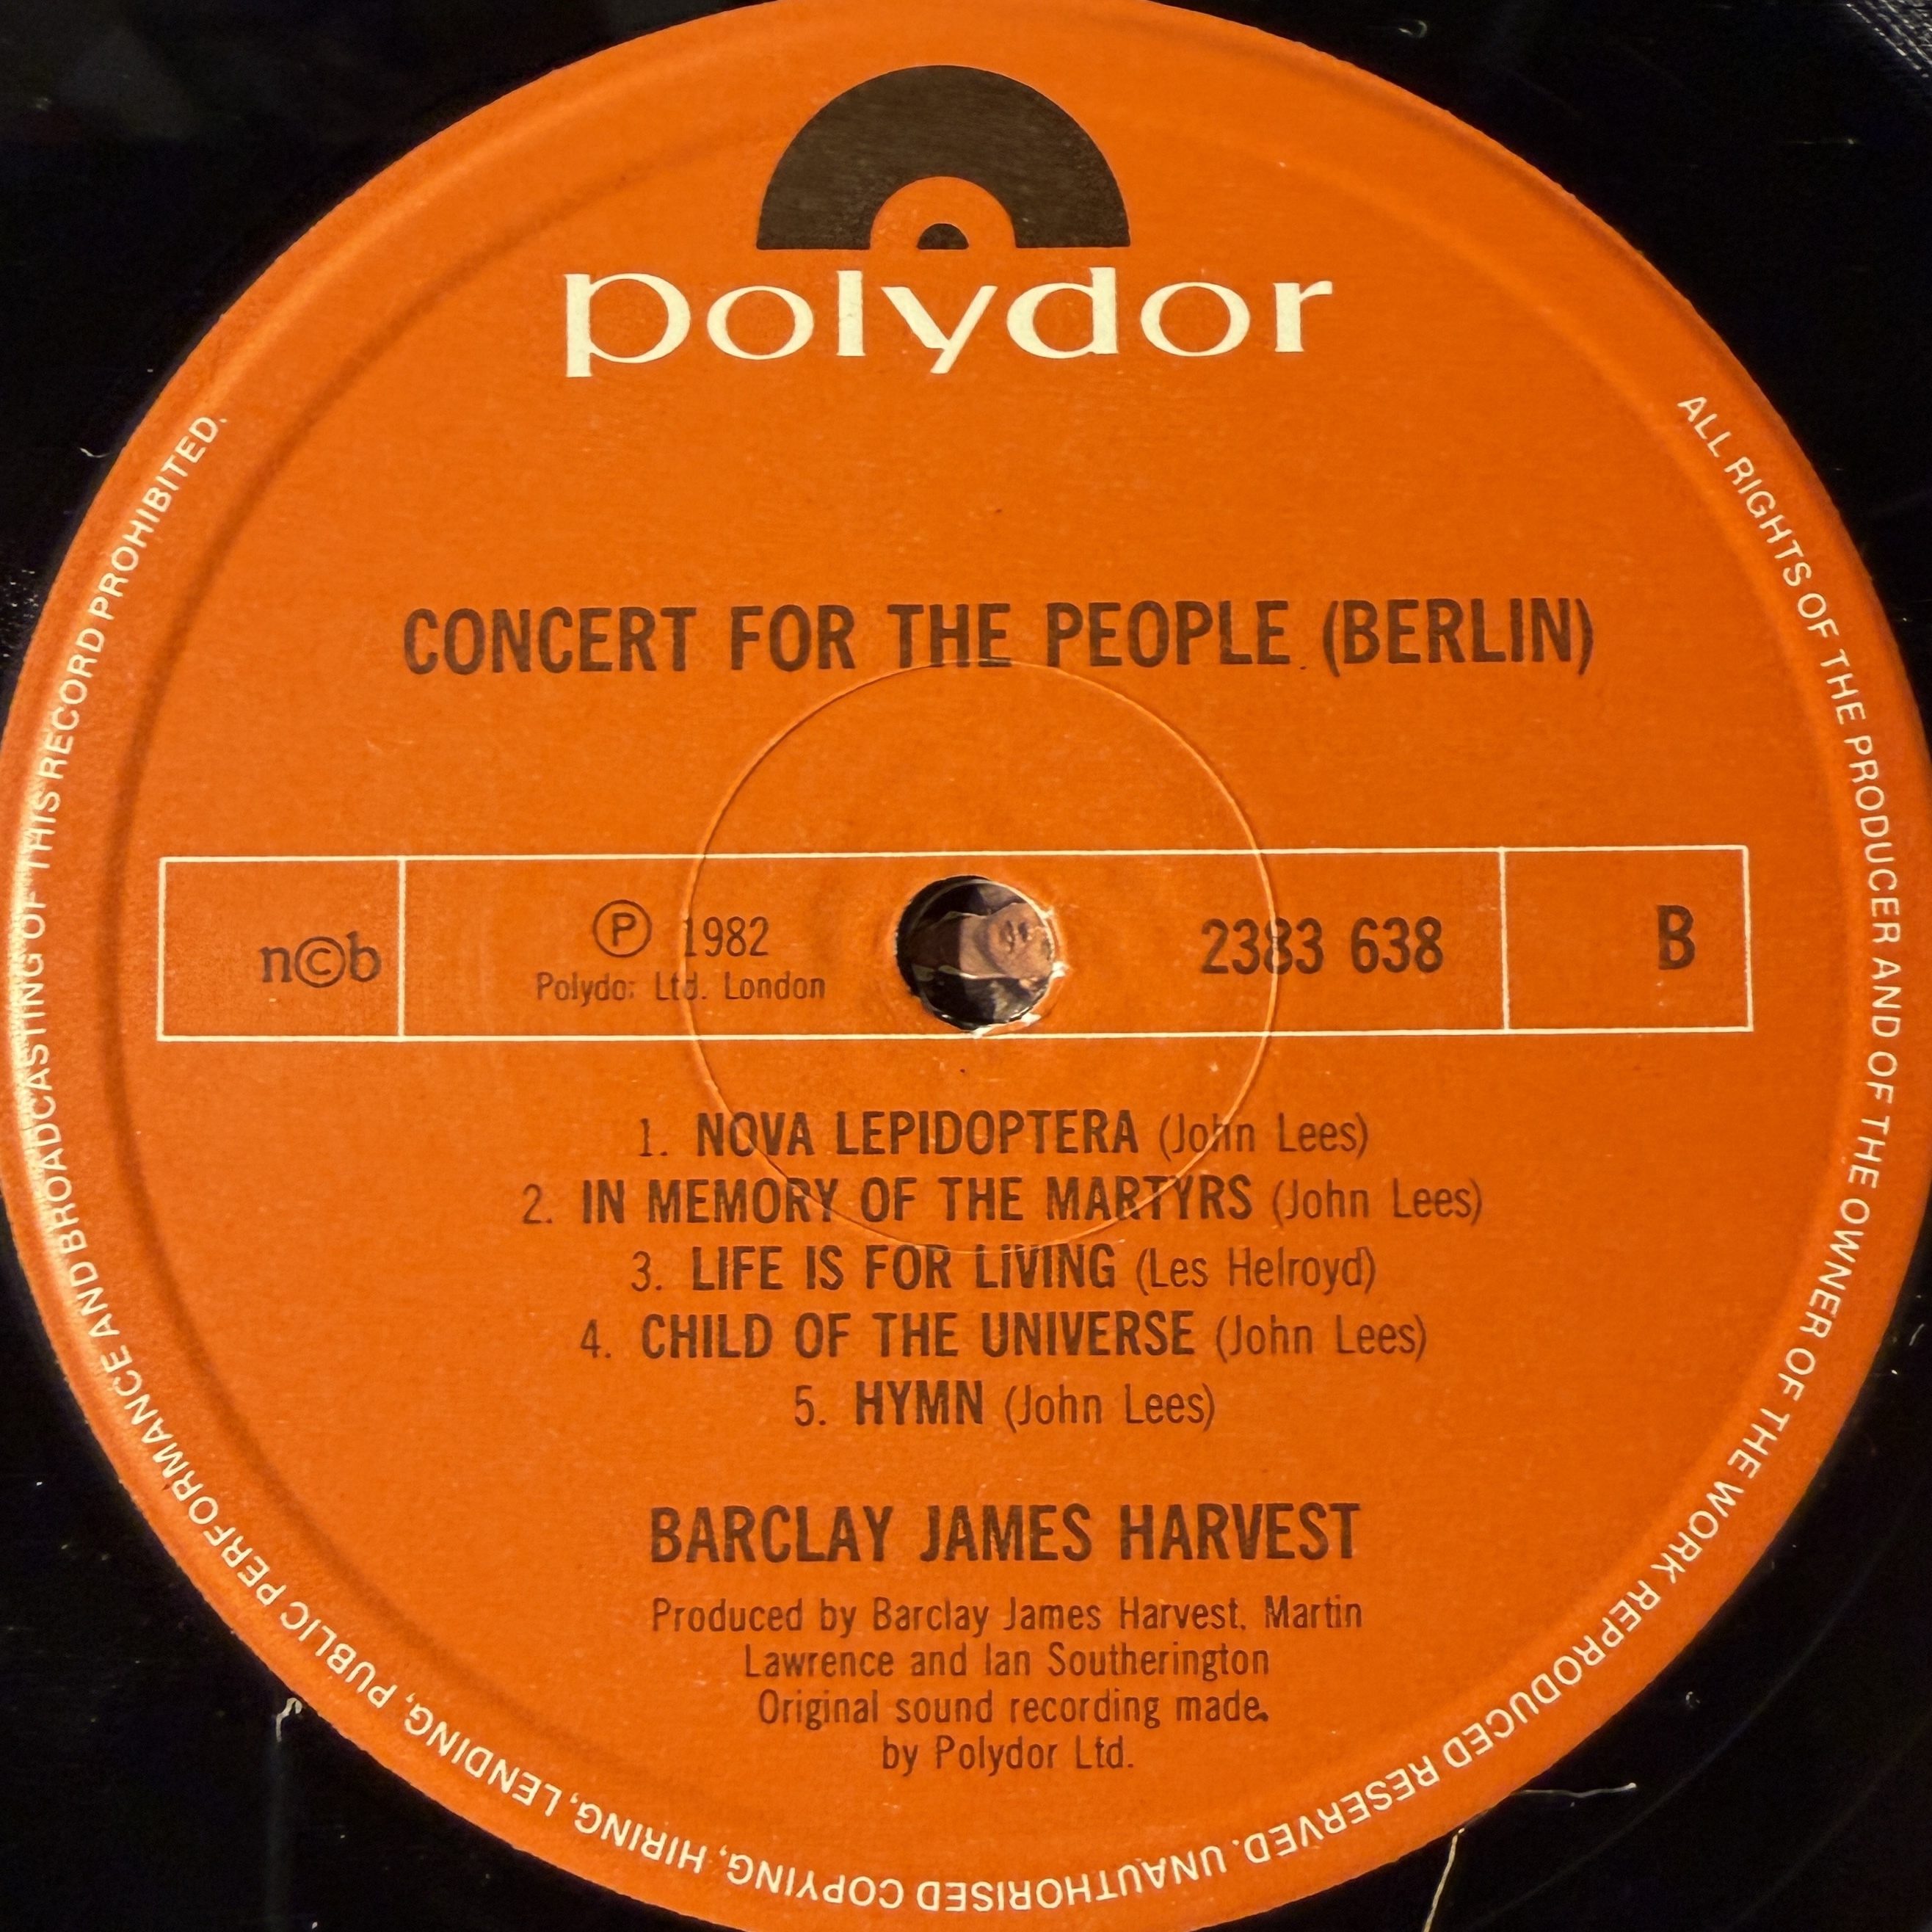 polydor
CONCERT FOR THE PEOPLE (BERLIN)
n©b
Ⓟ 1982
Polydor Ltd. London
2383 638
B
1. NOVA LEPIDOPTERA (John Lees)
2. IN MEMORY OF THE MARTYRS (John Lees)
3. LIFE IS FOR LIVING (Les Helroyd)
4. CHILD OF THE UNIVERSE (John Lees)
5. HYMN (John Lees)
BARCLAY JAMES HARVEST
Produced by Barclay James Harvest, Martin
Lawrence and Ian Southerington
Original sound recording made
by Polydor Ltd.
ALL RIGHTS OF THE PRODUCER AND OF THE OWNER OF THE WORK REPRODUCED RESERVED. UNAUTHORISED COPYING, HIRING, LENDING, PUBLIC PERFORMANCE AND BROADCASTING OF THIS RECORD PROHIBITED.